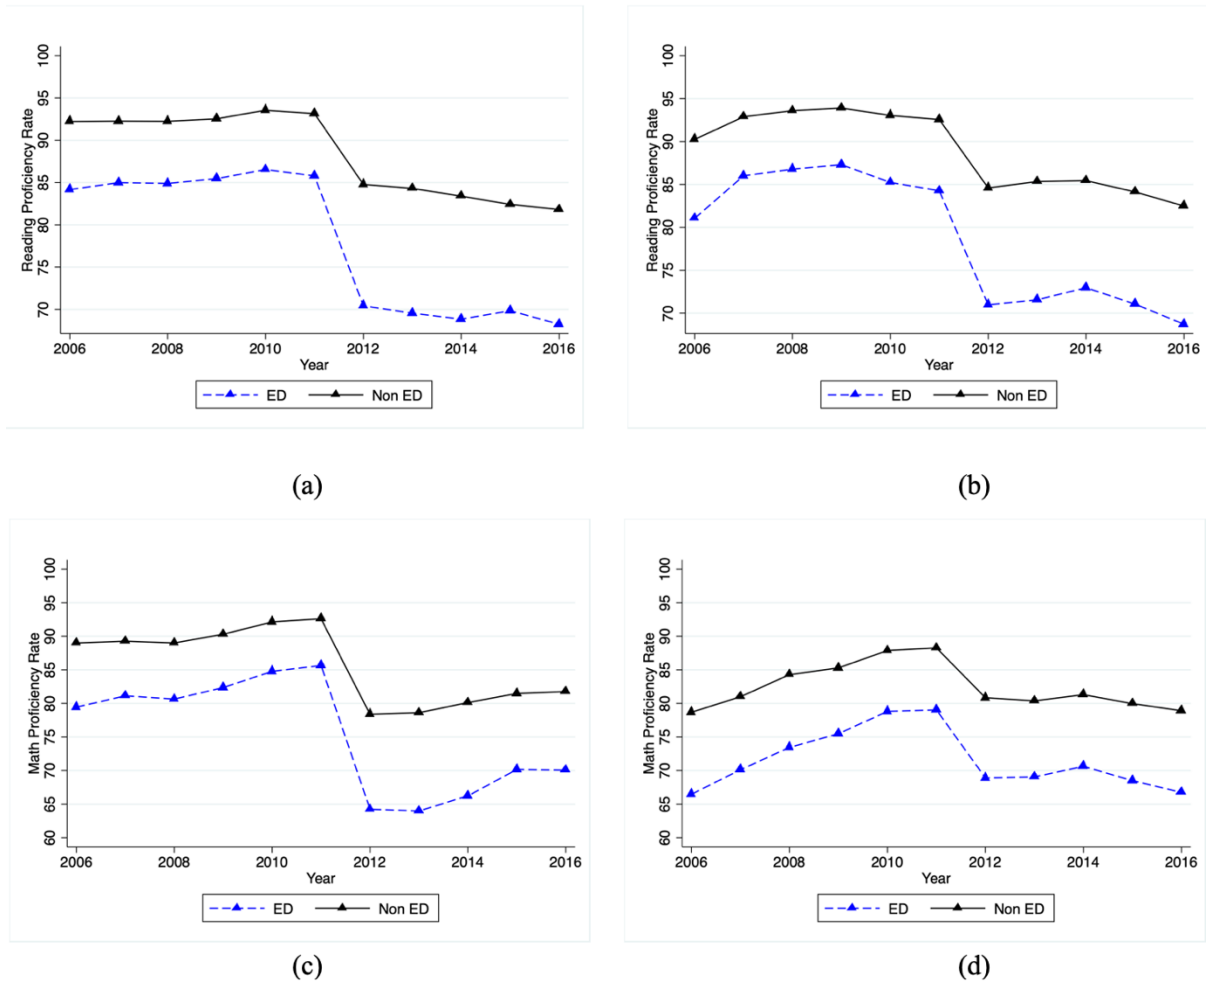 100
95
90
85
80
75
70
Reading Proficiency Rate
2006 2008 2010 2012 2014 2016
Year
ED Non ED
(a)
100
95
90
85
80
75
70
Reading Proficiency Rate
2006 2008 2010 2012 2014 2016
Year
ED Non ED
(b)
100
95
90
85
80
75
70
65
60
Math Proficiency Rate
2006 2008 2010 2012 2014 2016
Year
ED Non ED
(c)
100
95
90
85
80
75
70
65
60
Math Proficiency Rate
2006 2008 2010 2012 2014 2016
Year
ED Non ED
(d)